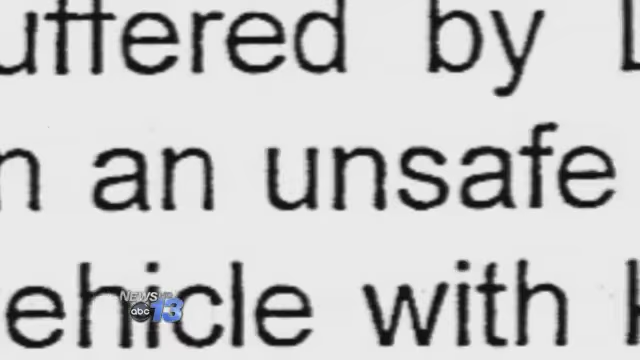 uffered by
n an unsafe
ehicle with
NEWS
abc 13